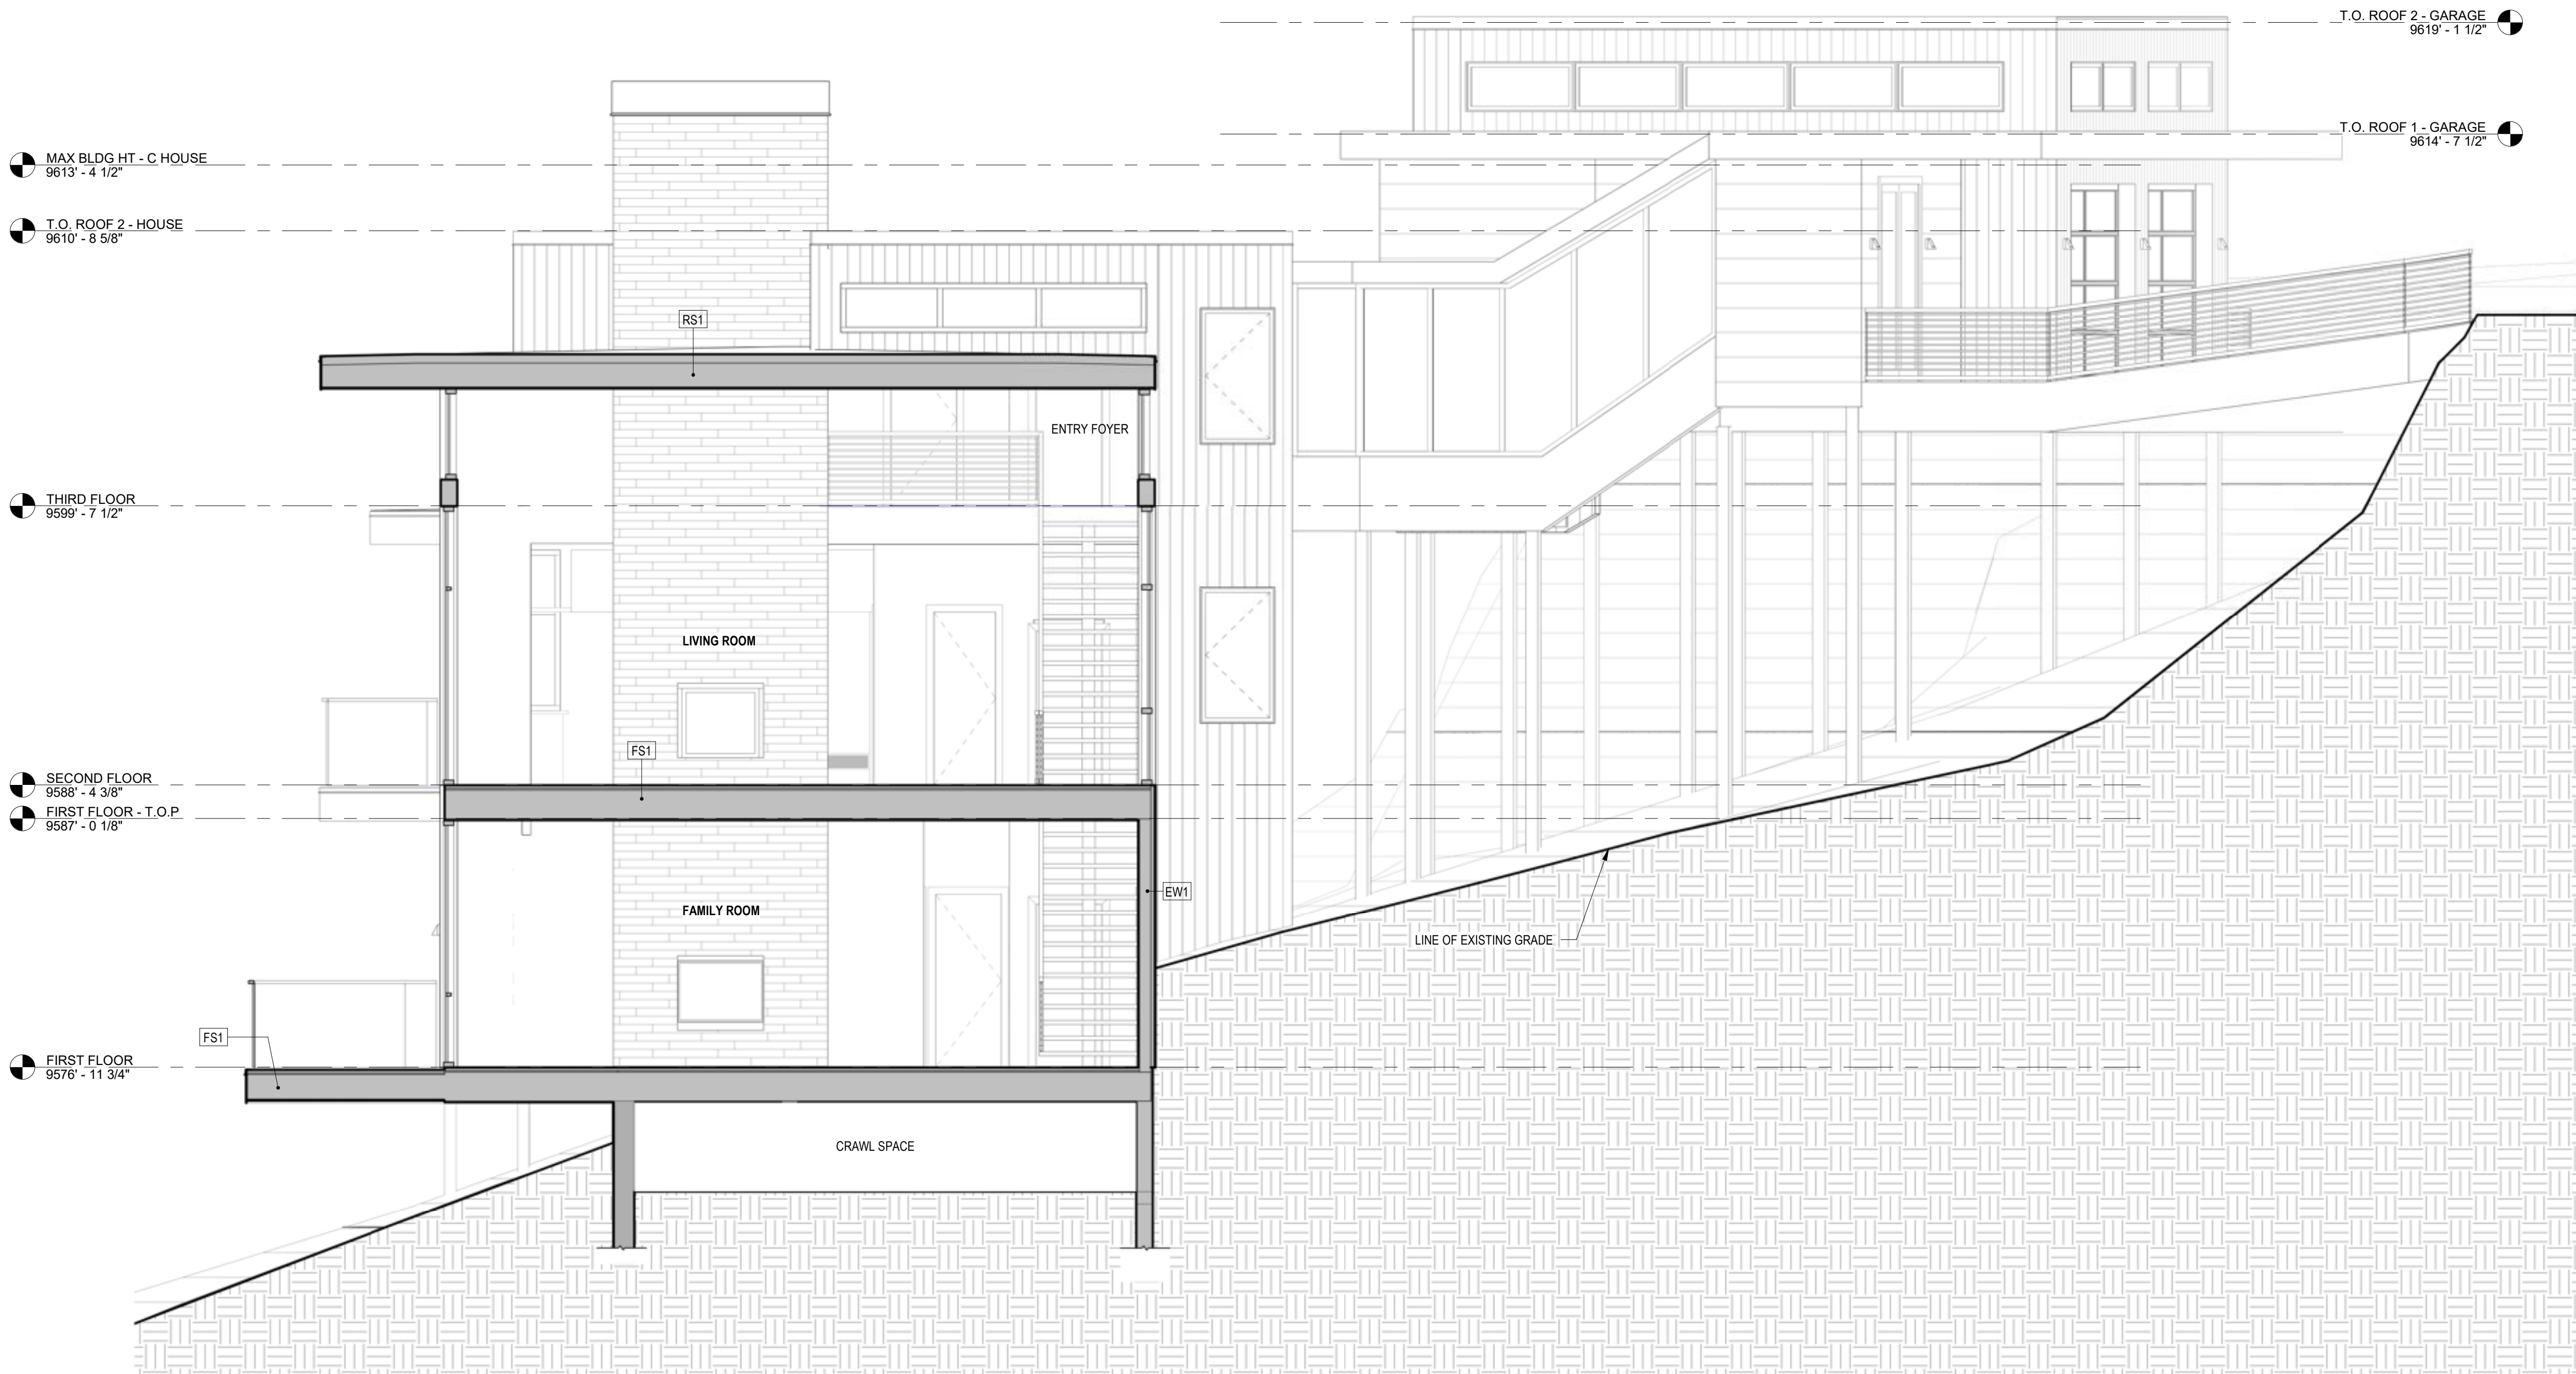 T.O. ROOF 2 - GARAGE
9619' - 1 1/2"
T.O. ROOF 1 - GARAGE
9614' - 7 1/2"
MAX BLDG HT - C HOUSE
9613' - 4 1/2"
T.O. ROOF 2 - HOUSE
9610' - 8 5/8"
RS1
ENTRY FOYER
THIRD FLOOR
9599' - 7 1/2"
LIVING ROOM
FS1
SECOND FLOOR
9588' - 4 3/8"
FIRST FLOOR - T.O.P
9587' - 0 1/8"
EW1
FAMILY ROOM
LINE OF EXISTING GRADE
FS1
FIRST FLOOR
9576' - 11 3/4"
CRAWL SPACE